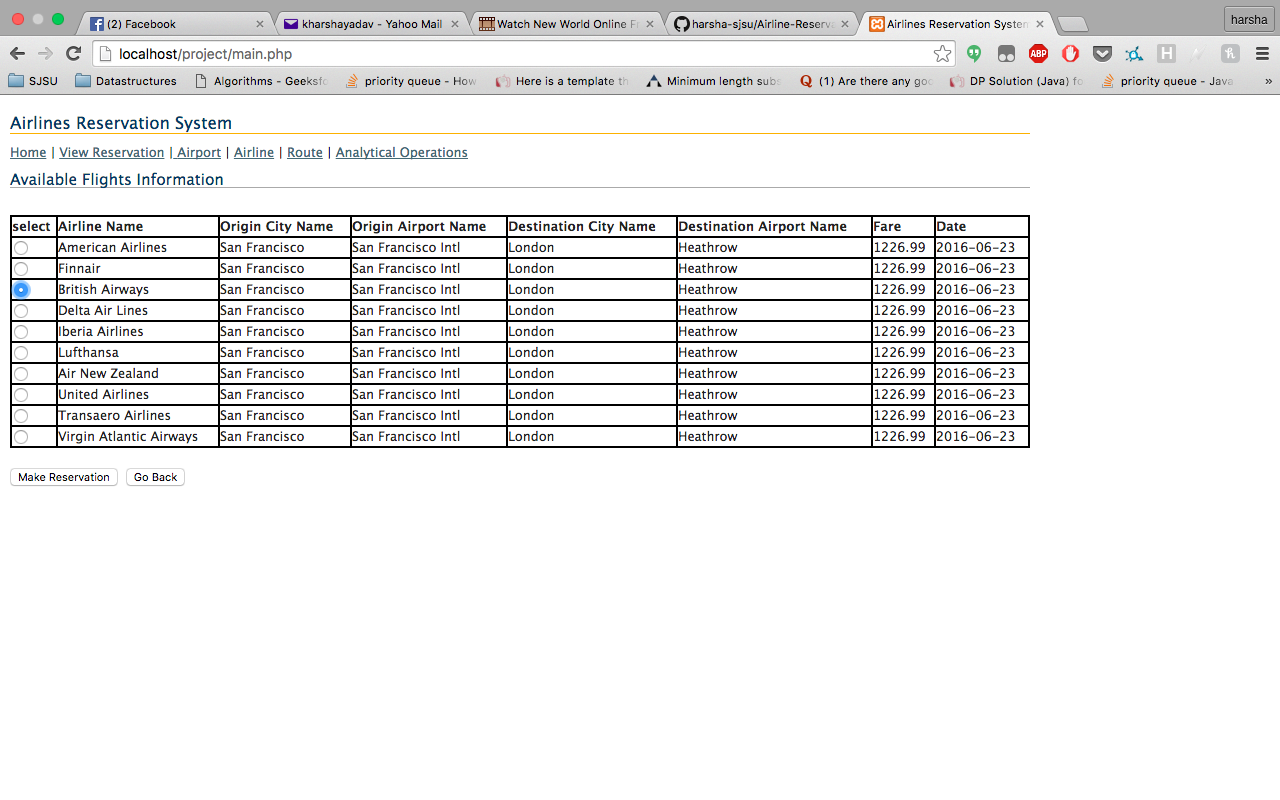 (2) Facebook
kharshayadav - Yahoo Mail
Watch New World Online Fr
harsha-sjsu/Airline-Reserva
Airlines Reservation System
harsha
localhost/project/main.php
ABP
H
SJSU
Datastructures
Algorithms - Geeksfo
priority queue - How
Here is a template th
Minimum length subs
(1) Are there any goo
DP Solution (Java) fo
priority queue - Java
»
Airlines Reservation System
Home | View Reservation | Airport | Airline | Route | Analytical Operations
Available Flights Information
select Airline Name Origin City Name Origin Airport Name Destination City Name Destination Airport Name Fare Date
American Airlines San Francisco San Francisco Intl London Heathrow 1226.99 2016-06-23
Finnair San Francisco San Francisco Intl London Heathrow 1226.99 2016-06-23
British Airways San Francisco San Francisco Intl London Heathrow 1226.99 2016-06-23
Delta Air Lines San Francisco San Francisco Intl London Heathrow 1226.99 2016-06-23
Iberia Airlines San Francisco San Francisco Intl London Heathrow 1226.99 2016-06-23
Lufthansa San Francisco San Francisco Intl London Heathrow 1226.99 2016-06-23
Air New Zealand San Francisco San Francisco Intl London Heathrow 1226.99 2016-06-23
United Airlines San Francisco San Francisco Intl London Heathrow 1226.99 2016-06-23
Transaero Airlines San Francisco San Francisco Intl London Heathrow 1226.99 2016-06-23
Virgin Atlantic Airways San Francisco San Francisco Intl London Heathrow 1226.99 2016-06-23
Make Reservation Go Back